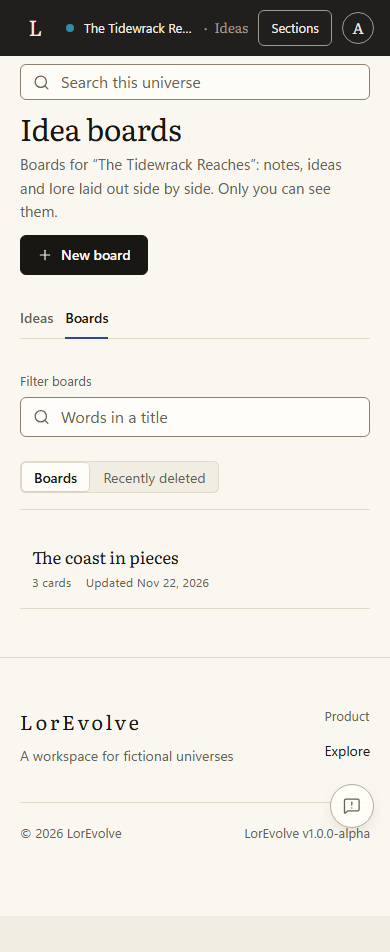 L
The Tidewrack Re... · Ideas
Sections
A
Search this universe
Idea boards
Boards for “The Tidewrack Reaches”: notes, ideas
and lore laid out side by side. Only you can see
them.
New board
Ideas Boards
Filter boards
Words in a title
Boards Recently deleted
The coast in pieces
3 cards Updated Nov 22, 2026
LorEvolve
A workspace for fictional universes
Product
Explore
© 2026 LorEvolve
LorEvolve v1.0.0-alpha